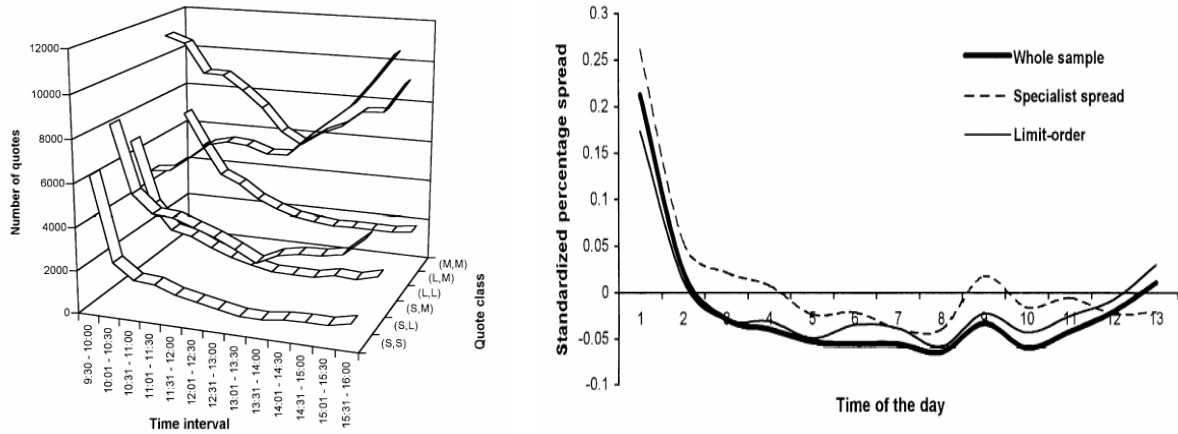 12000
10000
8000
6000
4000
2000
0
Number of quotes
9:30 - 10:00
10:01 - 10:30
10:31 - 11:00
11:01 - 11:30
11:31 - 12:00
12:01 - 12:30
12:31 - 13:00
13:01 - 13:30
13:31 - 14:00
14:01 - 14:30
14:31 - 15:00
15:01 - 15:30
15:31 - 16:00
Time interval
(M,M)
(L,M)
(L,L)
(S,M)
(S,L)
(S,S)
Quote class
0.3
0.25
0.2
0.15
0.1
0.05
0
-0.05
-0.1
Standardized percentage spread
Whole sample
Specialist spread
Limit-order
1 2 3 4 5 6 7 8 9 10 11 12 13
Time of the day